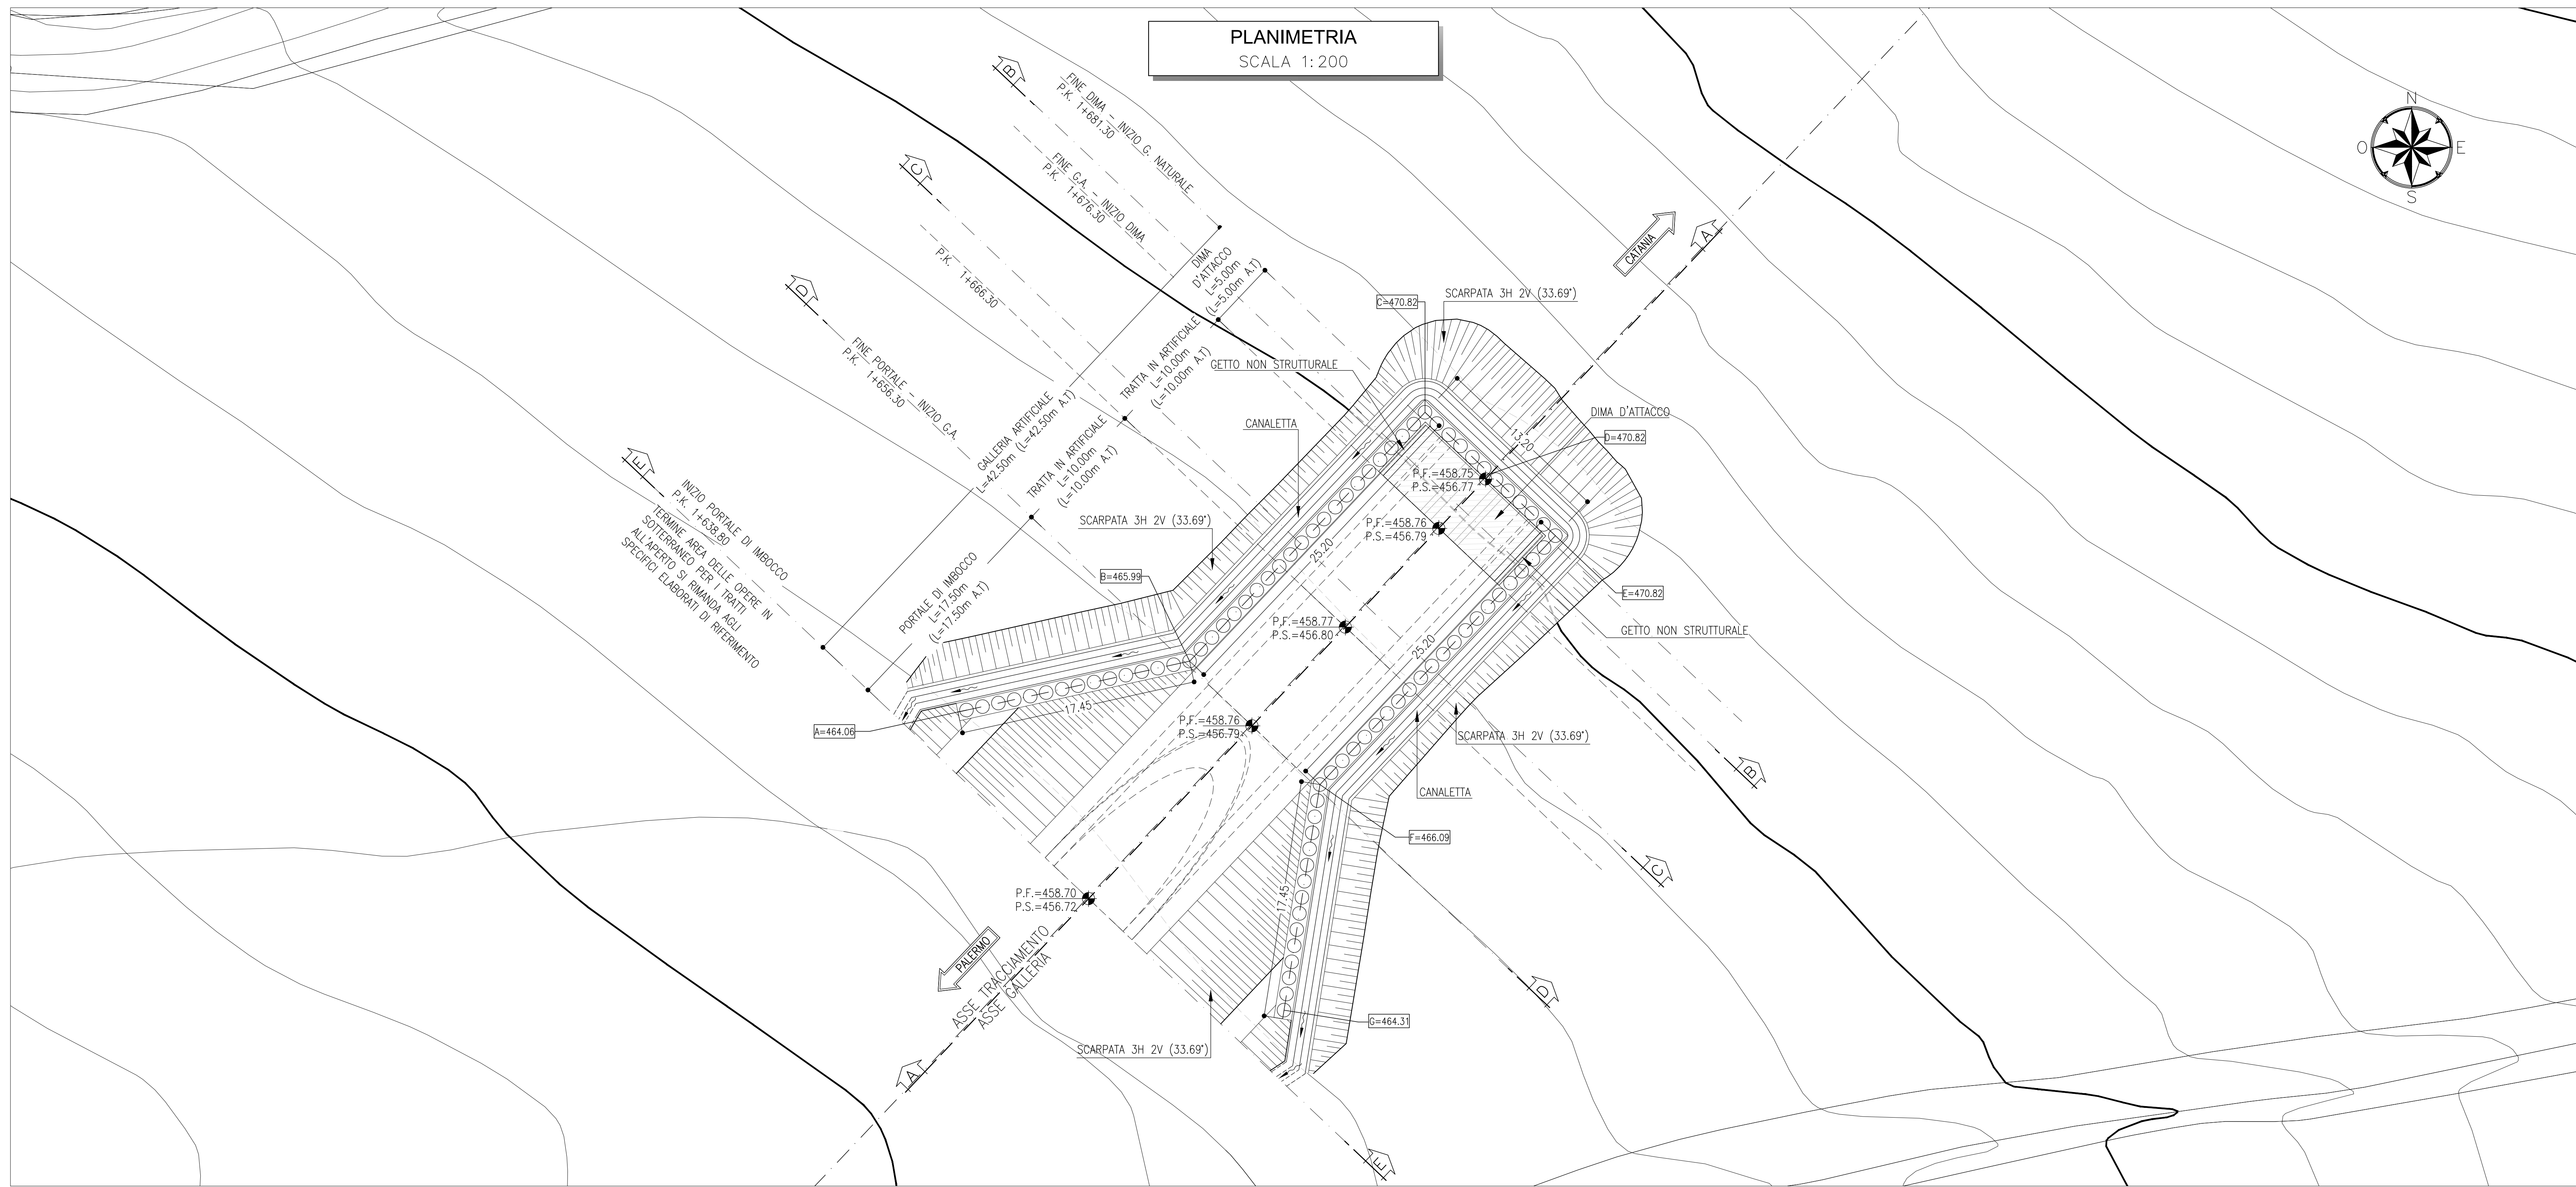 PLANIMETRIA
SCALA 1:200
N
O
E
S
B
FINE DIMA - INIZIO G. NATURALE
P.K. 1+681.30
FINE G.A. - INIZIO DIMA
P.K. 1+676.30
C
P.K. 1+666.30
D
FINE PORTALE - INIZIO G.A.
P.K. 1+656.30
E
INIZIO PORTALE DI IMBOCCO
P.K. 1+638.80
TERMINE AREA DELLE OPERE IN
SOTTERRANEO PER I TRATTI
ALL'APERTO SI RIMANDA AGLI
SPECIFICI ELABORATI DI RIFERIMENTO
GALLERIA ARTIFICIALE
L=42.50m (L=42.50m A.T)
DIMA
D'ATTACCO
L=5.00m
(L=5.00m A.T)
TRATTA IN ARTIFICIALE
L=10.00m
(L=10.00m A.T)
TRATTA IN ARTIFICIALE
L=10.00m
(L=10.00m A.T)
PORTALE DI IMBOCCO
L=17.50m
(L=17.50m A.T)
CATANIA
A
C=470.82
SCARPATA 3H 2V (33.69°)
GETTO NON STRUTTURALE
CANALETTA
DIMA D'ATTACCO
D=470.82
13.20
P.F.=458.75
P.S.=456.77
SCARPATA 3H 2V (33.69°)
P.F.=458.76
P.S.=456.79
25.20
B=465.99
E=470.82
P.F.=458.77
P.S.=456.80
GETTO NON STRUTTURALE
25.20
17.45
A=464.06
P.F.=458.76
P.S.=456.79
SCARPATA 3H 2V (33.69°)
B
CANALETTA
F=466.09
C
17.45
P.F.=458.70
P.S.=456.72
PALERMO
ASSE TRACCIAMENTO
ASSE GALLERIA
D
G=464.31
SCARPATA 3H 2V (33.69°)
A
E